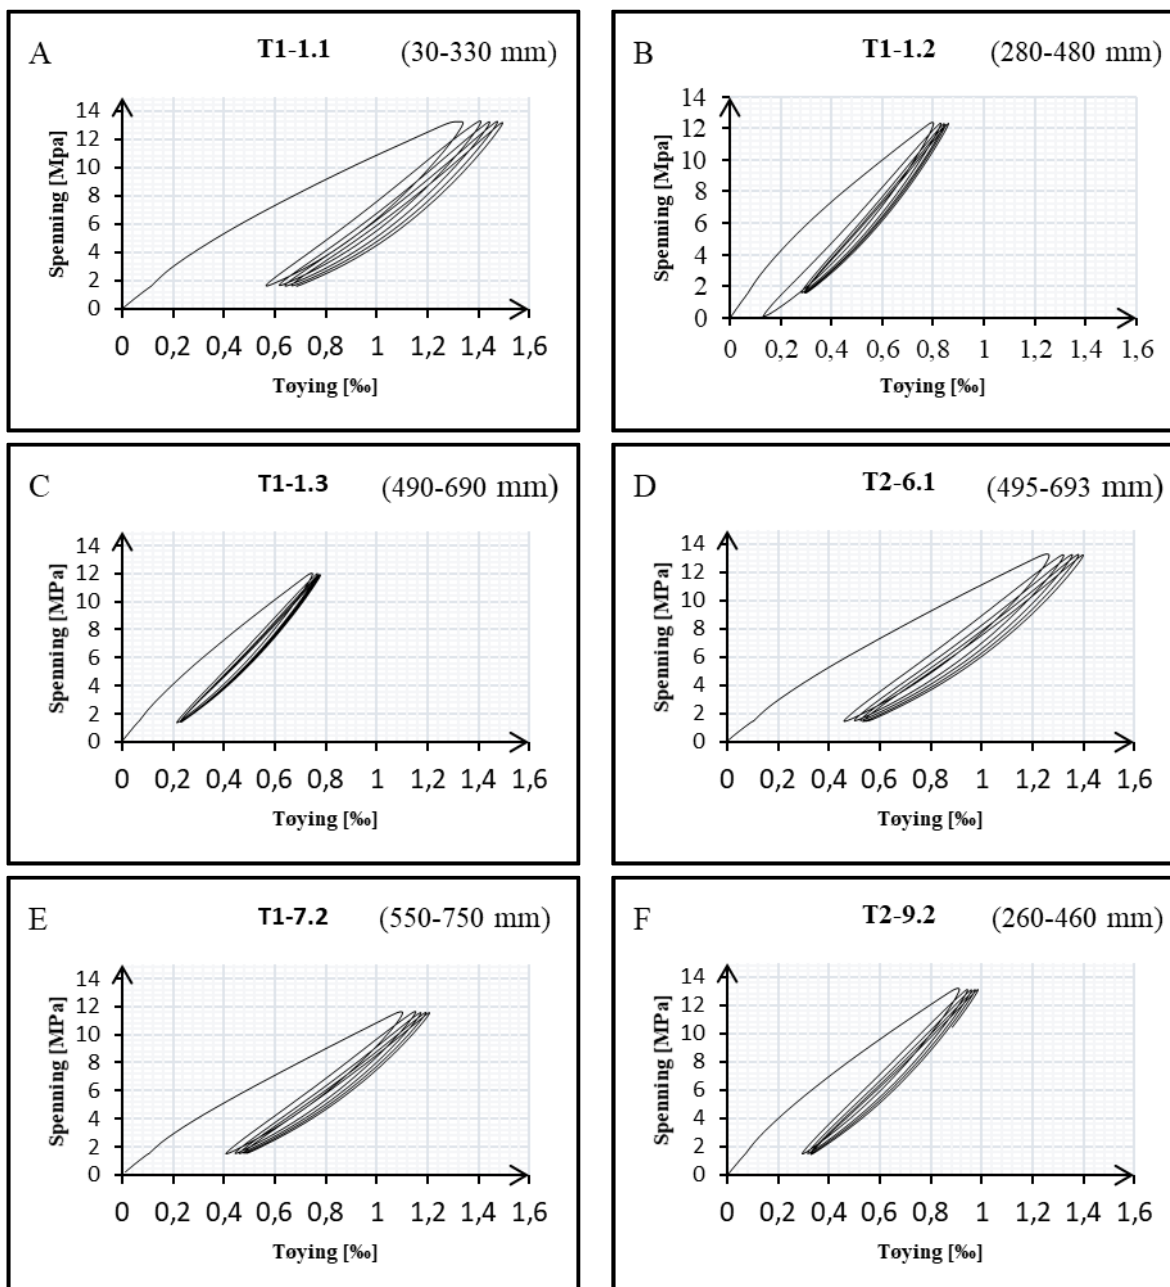 A T1-1.1 (30-330 mm)
Spenning [Mpa]
14
12
10
8
6
4
2
0
0 0,2 0,4 0,6 0,8 1 1,2 1,4 1,6
Tøying [‰]
B T1-1.2 (280-480 mm)
Spenning [Mpa]
14
12
10
8
6
4
2
0
0 0,2 0,4 0,6 0,8 1 1,2 1,4 1,6
Tøying [‰]
C T1-1.3 (490-690 mm)
Spenning [MPa]
14
12
10
8
6
4
2
0
0 0,2 0,4 0,6 0,8 1 1,2 1,4 1,6
Tøying [‰]
D T2-6.1 (495-693 mm)
Spenning [MPa]
14
12
10
8
6
4
2
0
0 0,2 0,4 0,6 0,8 1 1,2 1,4 1,6
Tøying [‰]
E T1-7.2 (550-750 mm)
Spenning [MPa]
14
12
10
8
6
4
2
0
0 0,2 0,4 0,6 0,8 1 1,2 1,4 1,6
Tøying [‰]
F T2-9.2 (260-460 mm)
Spenning [MPa]
14
12
10
8
6
4
2
0
0 0,2 0,4 0,6 0,8 1 1,2 1,4 1,6
Tøying [‰]